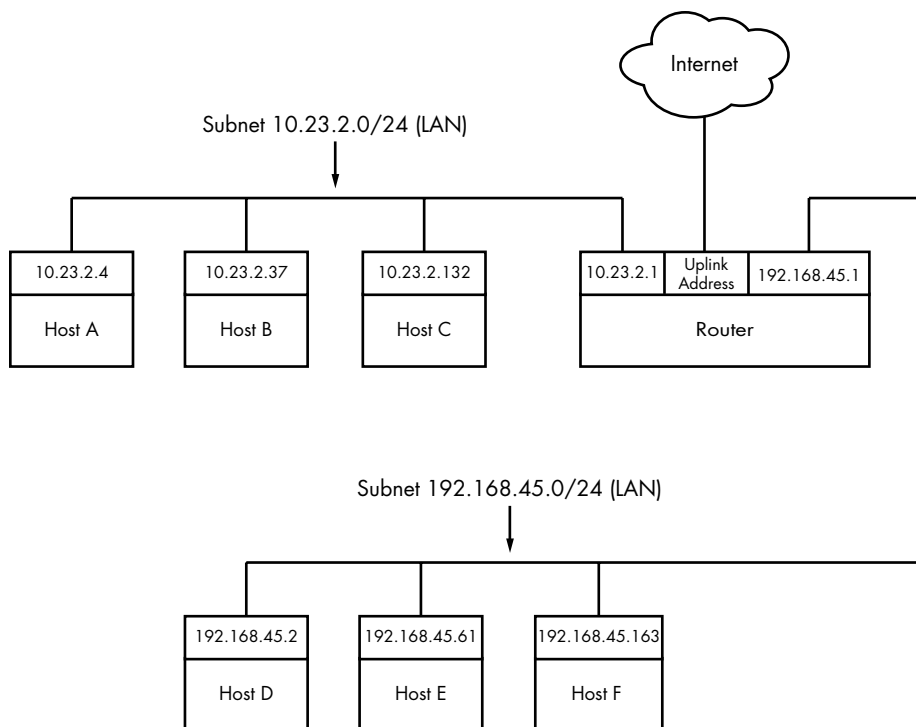 Internet
Subnet 10.23.2.0/24 (LAN)
10.23.2.4
10.23.2.37
10.23.2.132
10.23.2.1
Uplink
Address
192.168.45.1
Host A
Host B
Host C
Router
Subnet 192.168.45.0/24 (LAN)
192.168.45.2
192.168.45.61
192.168.45.163
Host D
Host E
Host F